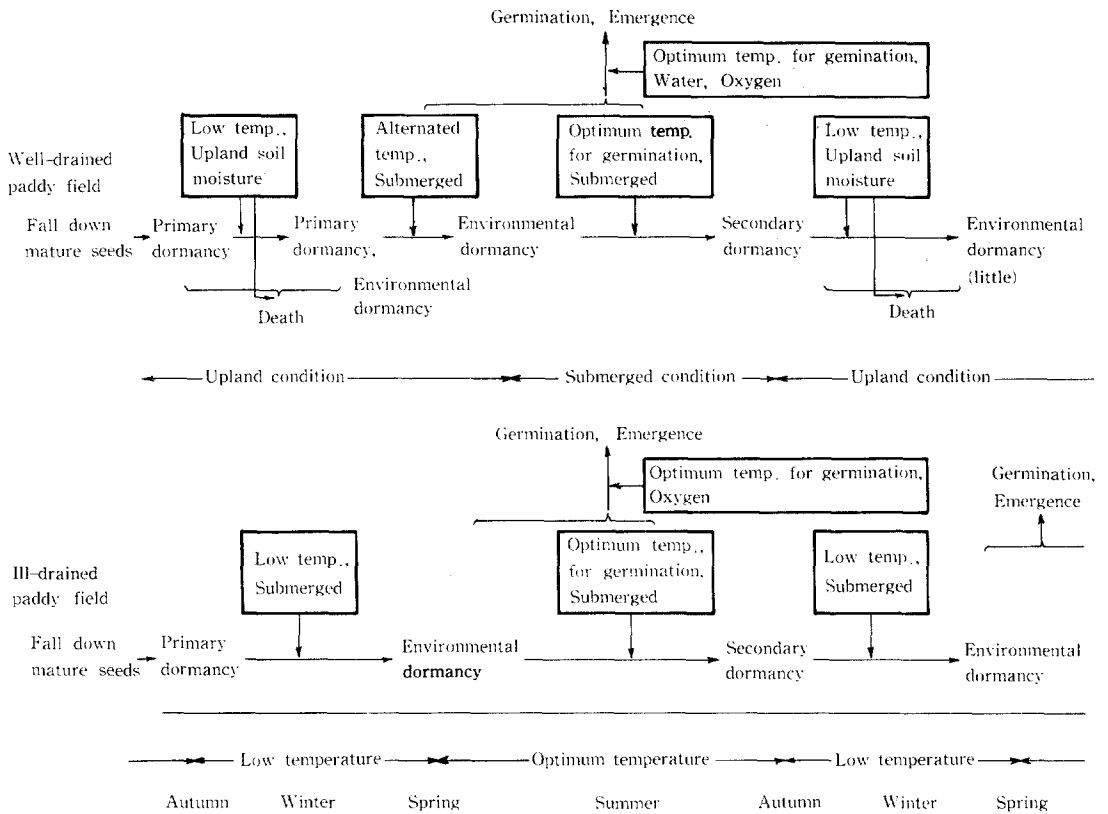 Germination, Emergence
Optimum temp. for gemination,
Water, Oxygen
Low temp.,
Upland soil
moisture
Alternated
temp.,
Submerged
Optimum temp.
for germination,
Submerged
Low temp.,
Upland soil
moisture
Well-drained
paddy field
Fall down
mature seeds
Primary
dormancy
Primary
dormancy,
Environmental
dormancy
Environmental
dormancy
Secondary
dormancy
Environmental
dormancy
(little)
Death
Death
Upland condition
Submerged condition
Upland condition
Germination, Emergence
Optimum temp. for germination,
Oxygen
Germination,
Emergence
Low temp.,
Submerged
Optimum temp.,
for germination,
Submerged
Low temp.,
Submerged
Ill-drained
paddy field
Fall down
mature seeds
Primary
dormancy
Environmental
dormancy
Secondary
dormancy
Environmental
dormancy
Low temperature
Optimum temperature
Low temperature
Autumn
Winter
Spring
Summer
Autumn
Winter
Spring